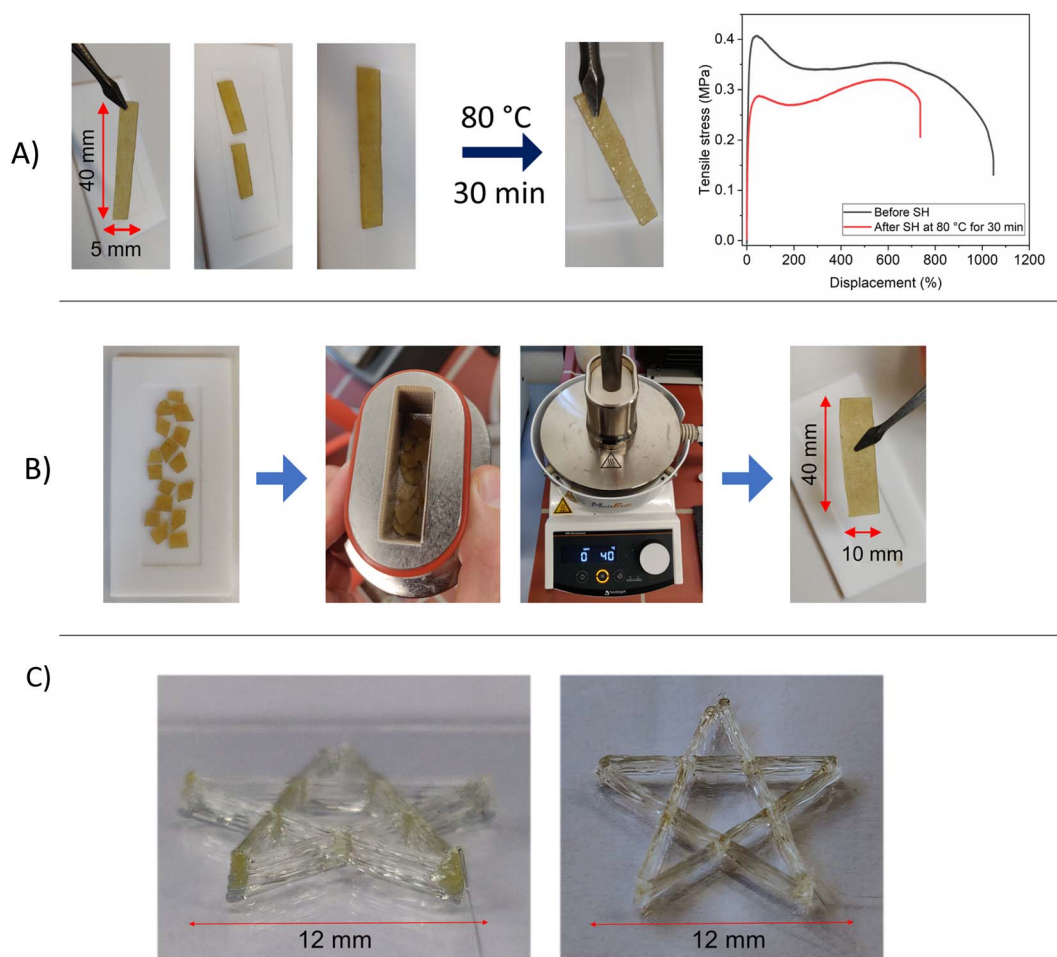 A)
40 mm
5 mm
80 °C
30 min
Tensile stress (MPa)
0.4
0.3
0.2
0.1
0.0
Before SH
After SH at 80 °C for 30 min
0 200 400 600 800 1000 1200
Displacement (%)
B)
0 40
40 mm
10 mm
C)
12 mm
12 mm